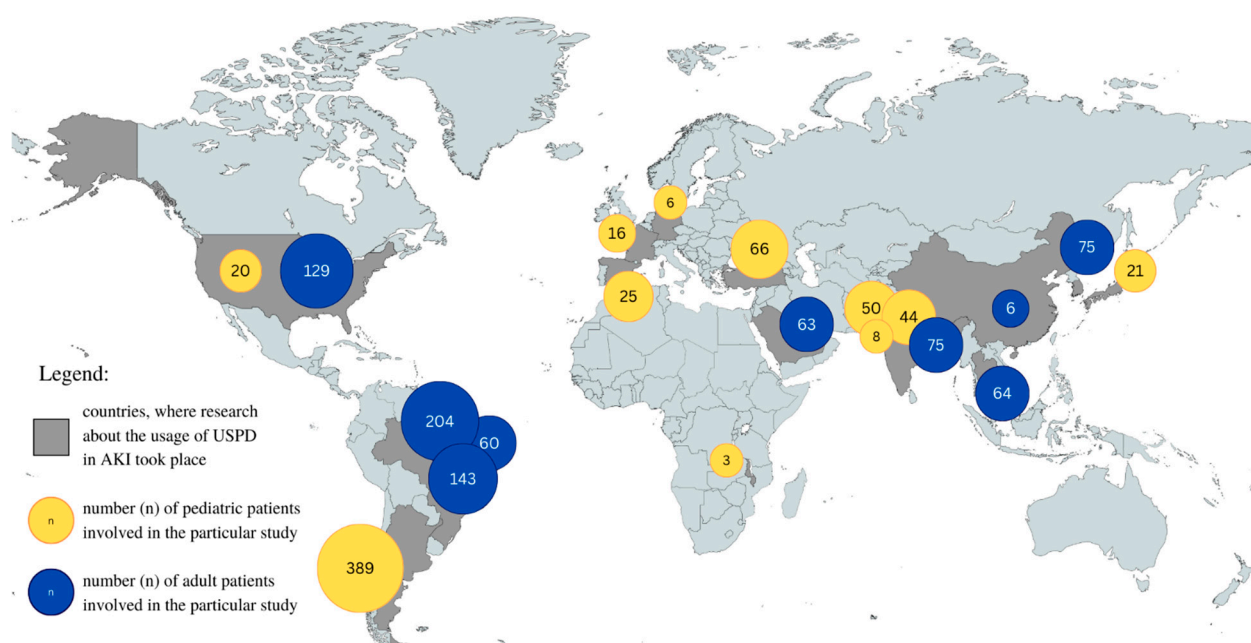 6
16
66
75
21
20
129
25
50
44
6
63
8
75
64
Legend:
countries, where research
about the usage of USPD
in AKI took place
204
60
143
3
n
number (n) of pediatric patients
involved in the particular study
389
n
number (n) of adult patients
involved in the particular study